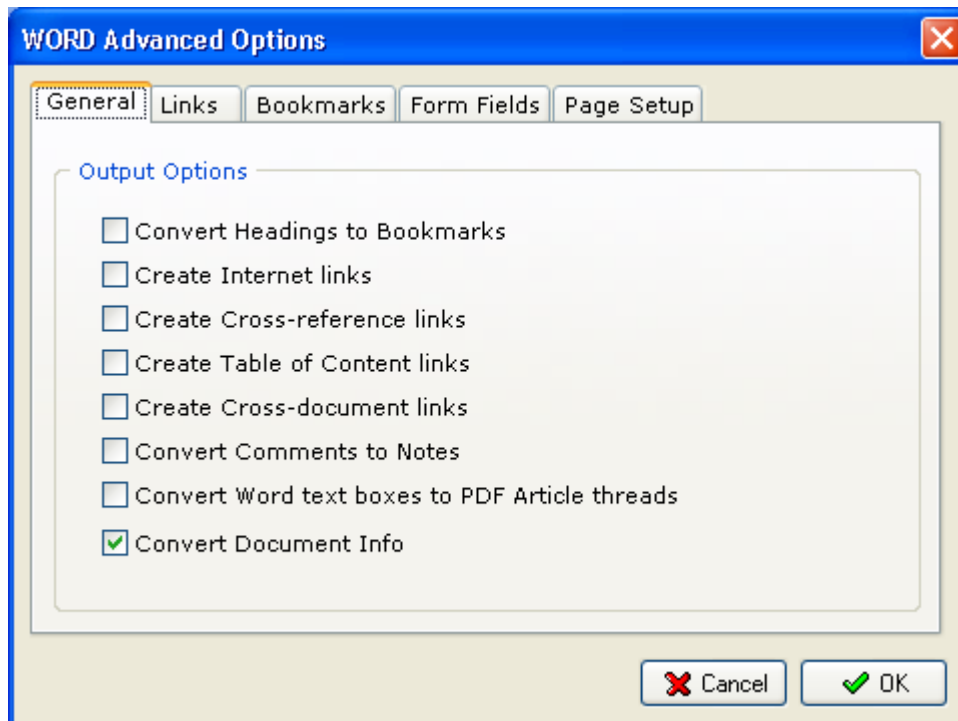 WORD Advanced Options
General Links Bookmarks Form Fields Page Setup
Output Options
Convert Headings to Bookmarks
Create Internet links
Create Cross-reference links
Create Table of Content links
Create Cross-document links
Convert Comments to Notes
Convert Word text boxes to PDF Article threads
Convert Document Info
Cancel OK